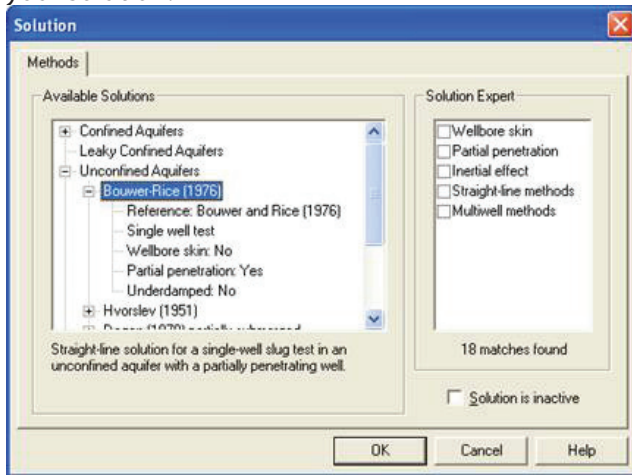 Solution
Methods
Available Solutions
Confined Aquifers
Leaky Confined Aquifers
Unconfined Aquifers
Bouwer-Rice (1976)
Reference: Bouwer and Rice (1976)
Single well test
Wellbore skin: No
Partial penetration: Yes
Underdamped: No
Hvorslev (1951)
Straight-line solution for a single-well slug test in an
unconfined aquifer with a partially penetrating well.
Solution Expert
Wellbore skin
Partial penetration
Inertial effect
Straight-line methods
Multiwell methods
18 matches found
Solution is inactive
OK
Cancel
Help